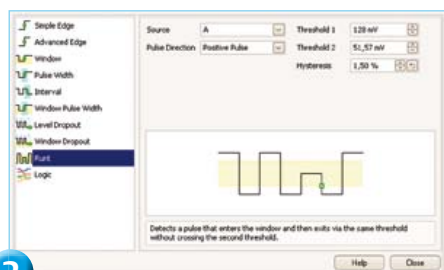 Simple Edge
Advanced Edge
Window
Pulse Width
Interval
Window Pulse Width
Level Dropout
Window Dropout
Runt
Logic
Source A Threshold 1 128 mV
Pulse Direction Positive Pulse Threshold 2 51,57 mV
Hysteresis 1,50 %
Detects a pulse that enters the window and then exits via the same threshold
without crossing the second threshold.
Help Close